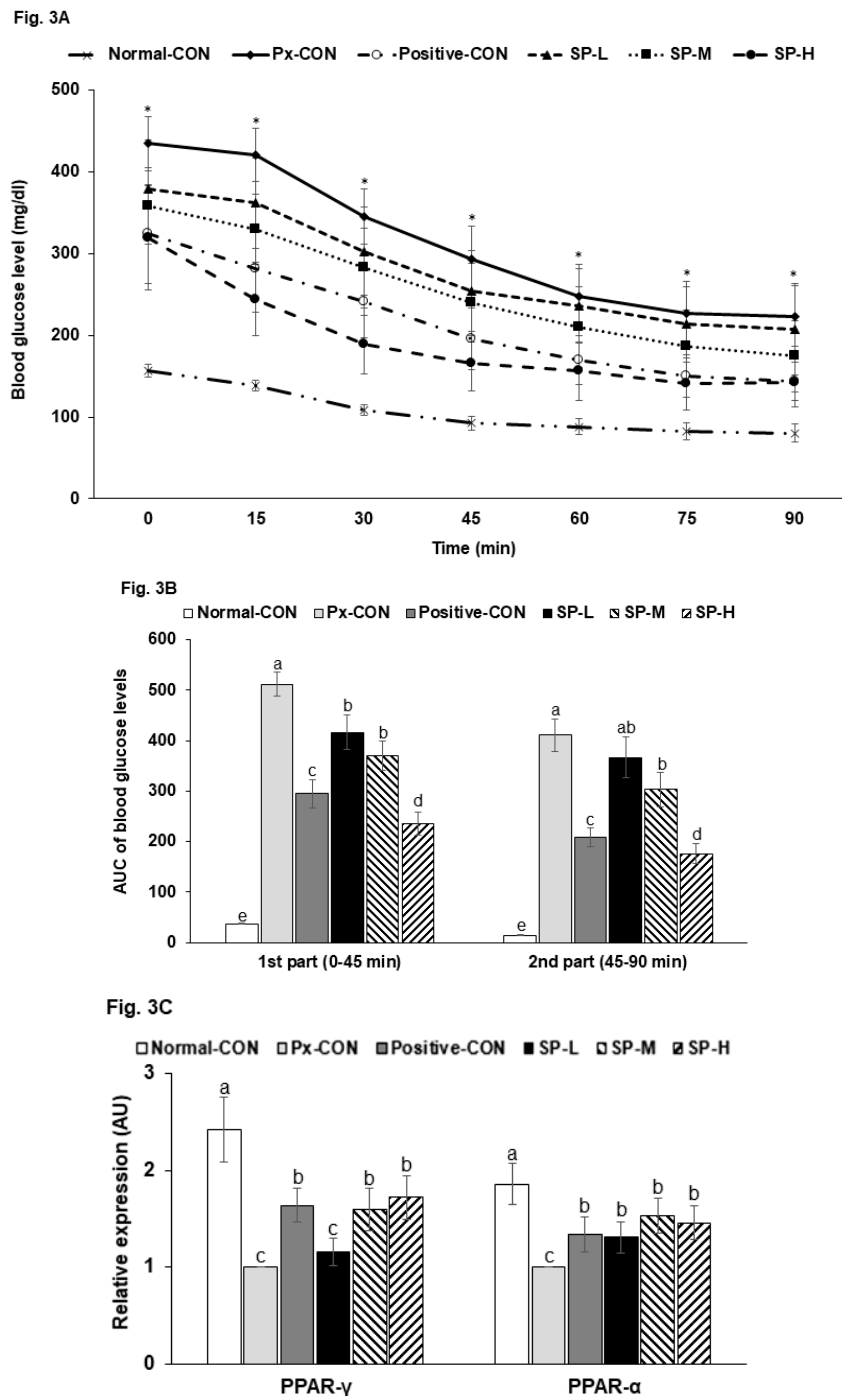 Fig. 3A
Normal-CON Px-CON Positive-CON SP-L SP-M SP-H
500
400
300
200
100
0
Blood glucose level (mg/dl)
* * * * * * *
0 15 30 45 60 75 90
Time (min)
Fig. 3B
Normal-CON Px-CON Positive-CON SP-L SP-M SP-H
600
500
400
300
200
100
0
AUC of blood glucose levels
e a c b b d
e a c ab b d
1st part (0-45 min) 2nd part (45-90 min)
Fig. 3C
Normal-CON Px-CON Positive-CON SP-L SP-M SP-H
3
2
1
0
Relative expression (AU)
a c b c b b
a c b b b b
PPAR-γ PPAR-α